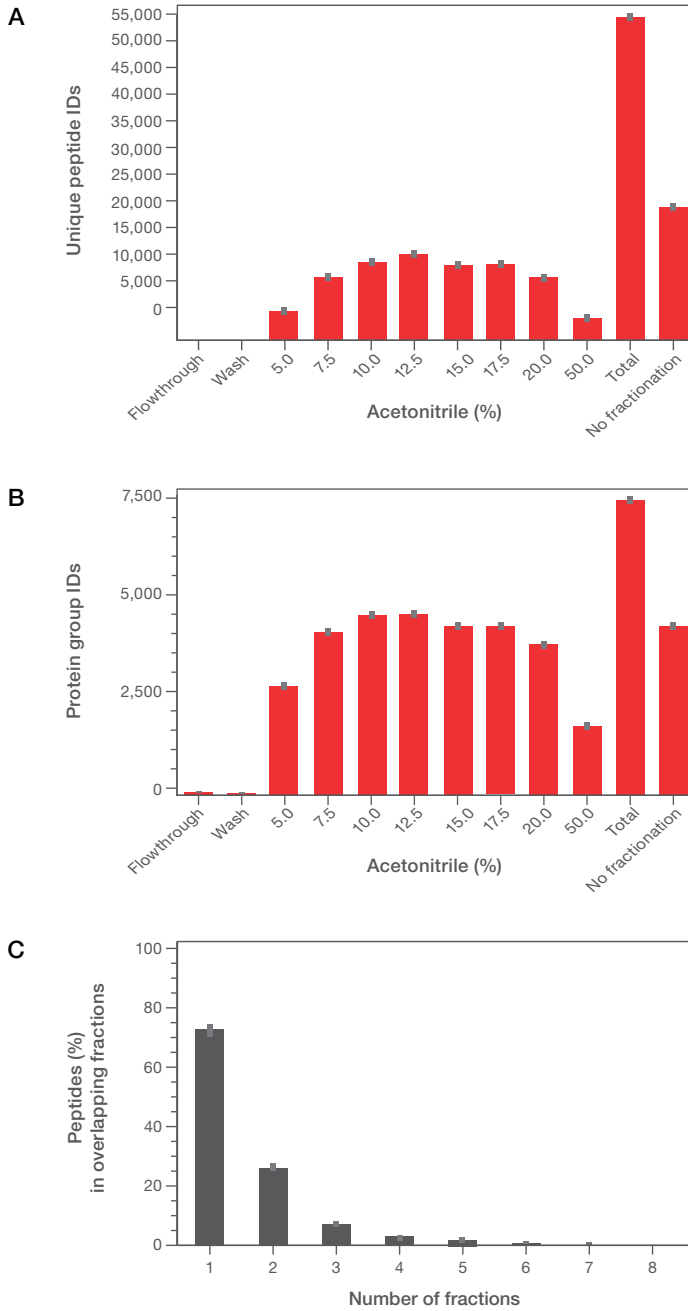 A
Unique peptide IDs
55,000
50,000
45,000
40,000
35,000
30,000
25,000
20,000
15,000
10,000
5,000
0
Flowthrough
Wash
5.0
7.5
10.0
12.5
15.0
17.5
20.0
50.0
Total
No fractionation
Acetonitrile (%)
B
Protein group IDs
7,500
5,000
2,500
0
Flowthrough
Wash
5.0
7.5
10.0
12.5
15.0
17.5
20.0
50.0
Total
No fractionation
Acetonitrile (%)
C
Peptides (%)
in overlapping fractions
100
80
60
40
20
0
1 2 3 4 5 6 7 8
Number of fractions